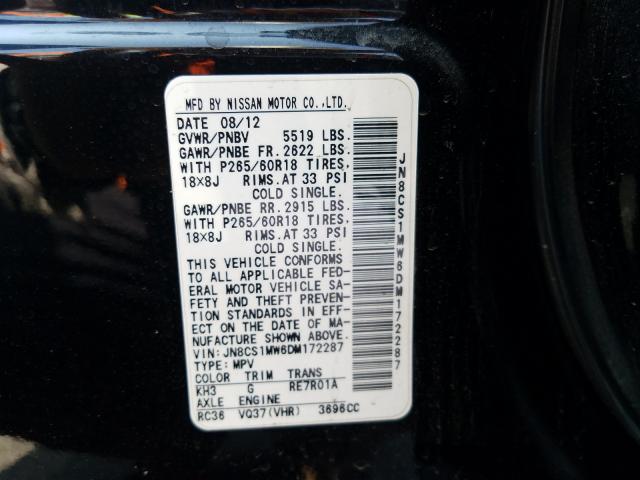 MFD BY NISSAN MOTOR CO.,LTD.
DATE 08/12
GVWR/PNBV 5519 LBS.
GAWR/PNBE FR. 2622 LBS.
WITH P265/60R18 TIRES,
18×8J RIMS. AT 33 PSI
COLD SINGLE.
GAWR/PNBE RR. 2915 LBS.
WITH P265/60R18 TIRES,
18×8J RIMS. AT 33 PSI
COLD SINGLE.
THIS VEHICLE CONFORMS
TO ALL APPLICABLE FED-
ERAL MOTOR VEHICLE SA-
FETY AND THEFT PREVEN-
TION STANDARDS IN EFF-
ECT ON THE DATE OF MA-
NUFACTURE SHOWN ABOVE.
VIN: JN8CS1MW6DM172287
TYPE: MPV
COLOR TRIM TRANS
KH3 G RE7R01A
AXLE ENGINE
RC36 VQ37(VHR) 3696CC
JN8CS1MW6DM172287